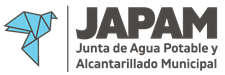 JAPAM
Junta de Agua Potable y
Alcantarillado Municipal